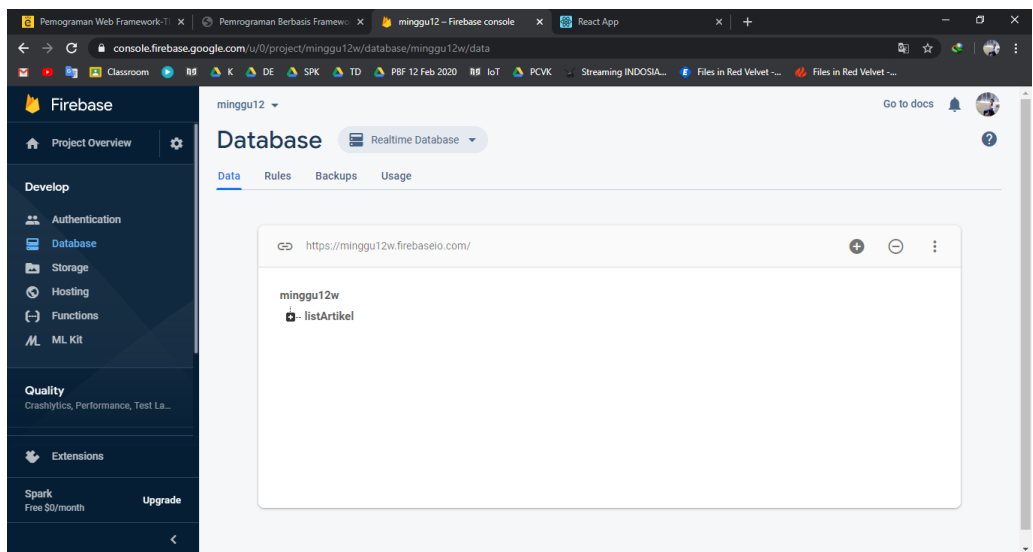 Pemograman Web Framework-TI
Pemrograman Berbasis Framewo
minggu12 – Firebase console
React App
console.firebase.google.com/u/0/project/minggu12w/database/minggu12w/data
Classroom
K
DE
SPK
TD
PBF 12 Feb 2020
IoT
PCVK
Streaming INDOSIA...
Files in Red Velvet -...
Files in Red Velvet -...
Firebase
minggu12
Go to docs
Project Overview
Database
Realtime Database
Data
Rules
Backups
Usage
Develop
Authentication
Database
Storage
Hosting
Functions
ML Kit
https://minggu12w.firebaseio.com/
minggu12w
listArtikel
Quality
Crashlytics, Performance, Test La...
Extensions
Spark
Free $0/month
Upgrade